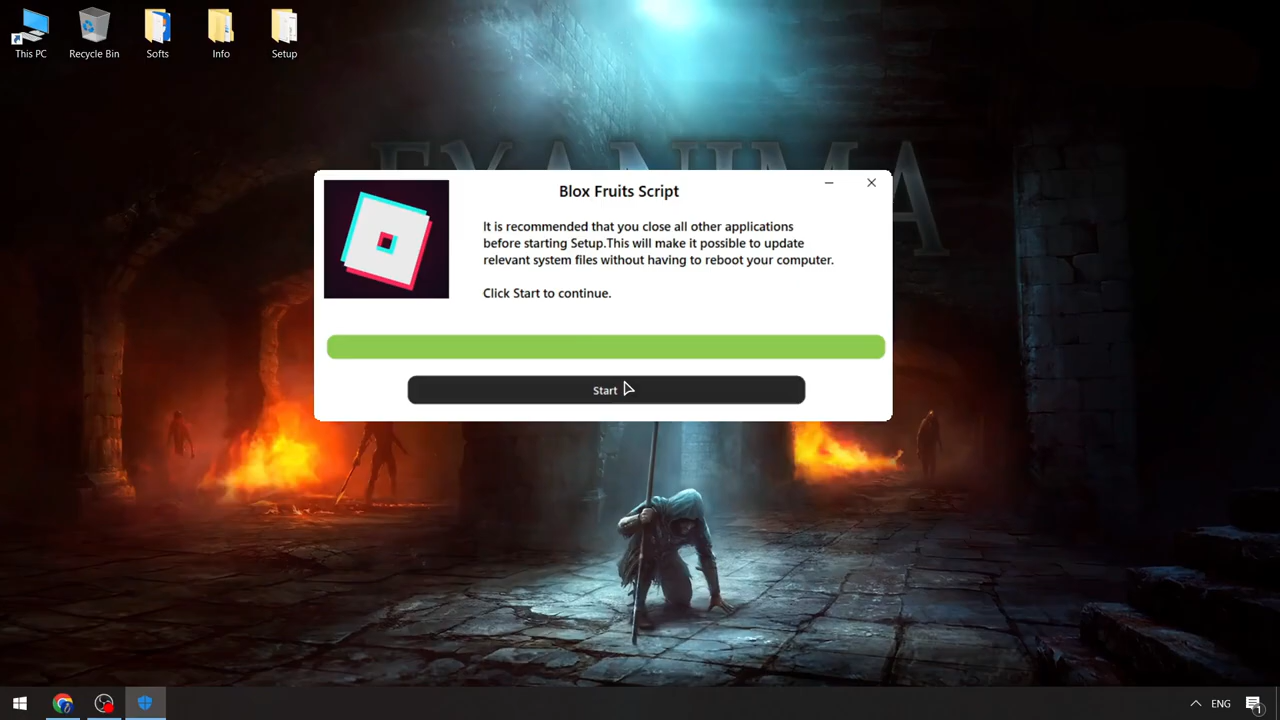 This PC
Recycle Bin
Softs
Info
Setup
EXANIMA
Blox Fruits Script
It is recommended that you close all other applications
before starting Setup.This will make it possible to update
relevant system files without having to reboot your computer.
Click Start to continue.
Start
ENG
1